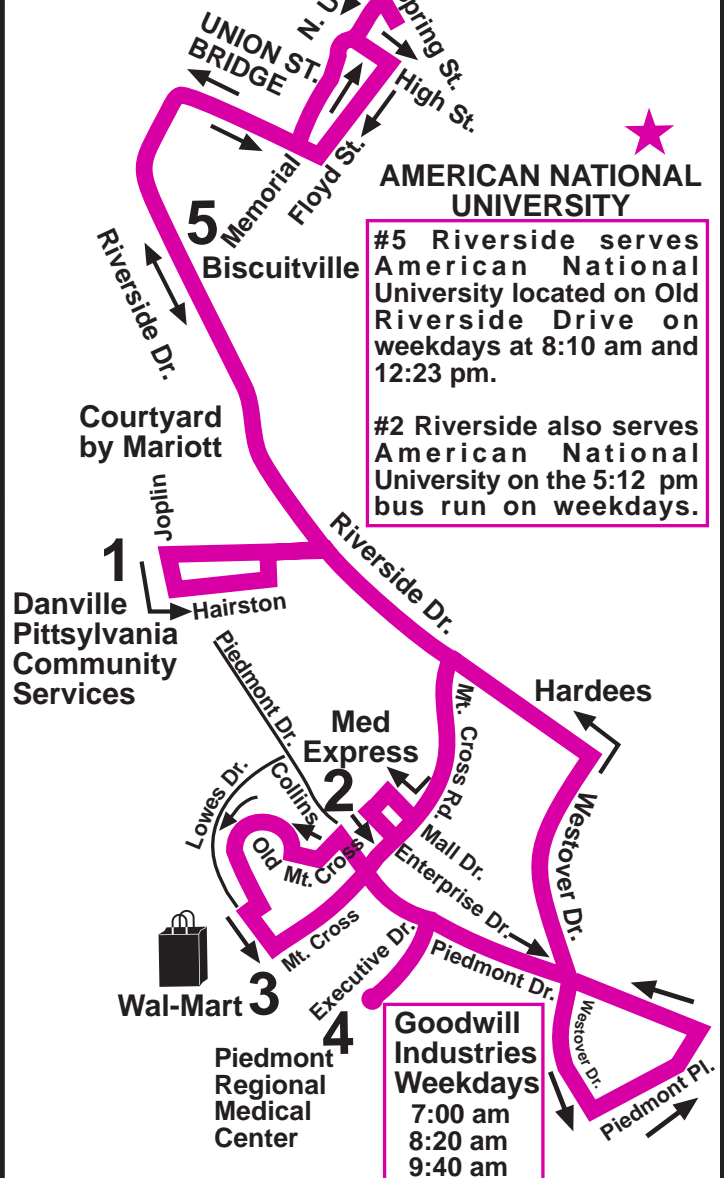 N. U
Spring St.
UNION ST.
BRIDGE
High St.
Memorial
Floyd St.
5
Biscuitville
AMERICAN NATIONAL
UNIVERSITY
#5 Riverside serves
American National
University located on Old
Riverside Drive on
weekdays at 8:10 am and
12:23 pm.
#2 Riverside also serves
American National
University on the 5:12 pm
bus run on weekdays.
Riverside Dr.
Courtyard
by Mariott
Joplin
1
Hairston
Danville
Pittsylvania
Community
Services
Riverside Dr.
Piedmont Dr.
Mt. Cross Rd.
Hardees
Med
Express
2
Lowes Dr.
Collins
Old Mt. Cross
Mall Dr.
Enterprise Dr.
Westover Dr.
Mt. Cross
Wal-Mart
3
Executive Dr.
4
Piedmont
Regional
Medical
Center
Piedmont Dr.
Westover Dr.
Piedmont Pl.
Goodwill
Industries
Weekdays
7:00 am
8:20 am
9:40 am